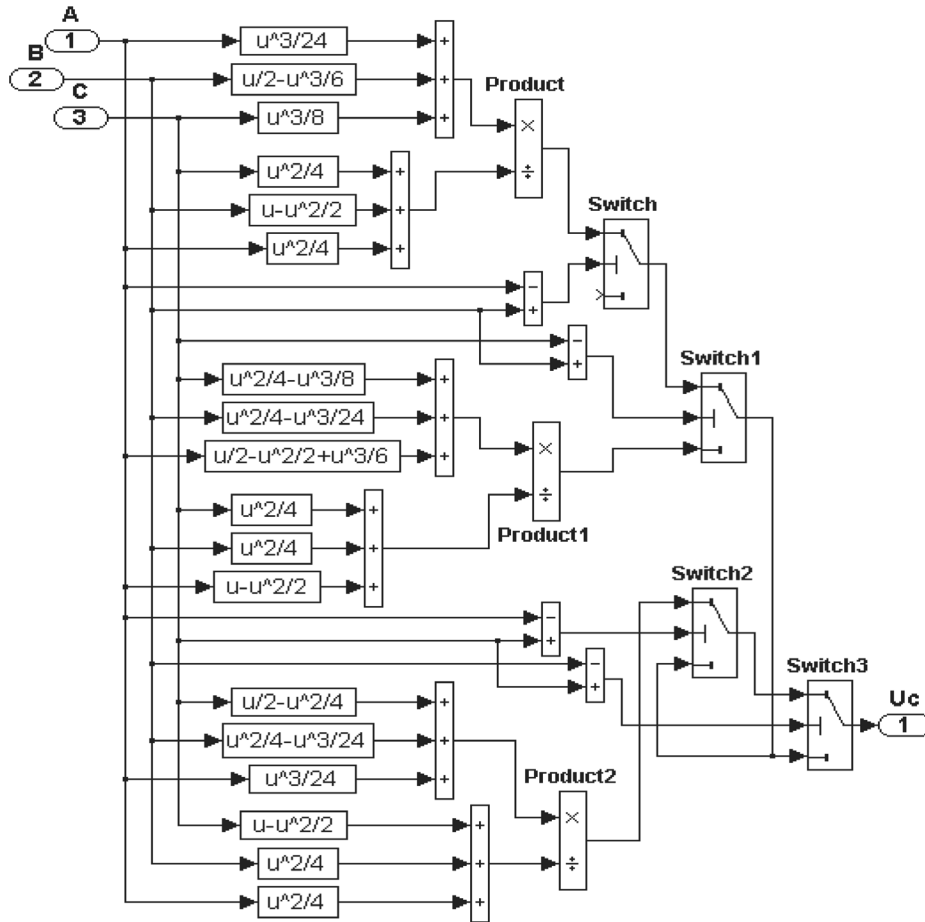 A
1
B
2
C
3
u^3/24
u/2-u^3/6
u^3/8
+
+
+
Product
×
÷
u^2/4
u-u^2/2
u^2/4
+
+
+
Switch
−
+
−
+
Switch1
u^2/4-u^3/8
u^2/4-u^3/24
u/2-u^2/2+u^3/6
+
+
+
×
÷
Product1
u^2/4
u^2/4
u-u^2/2
+
+
+
Switch2
−
+
−
+
Switch3
Uc
1
u/2-u^2/4
u^2/4-u^3/24
u^3/24
+
+
+
Product2
×
÷
u-u^2/2
u^2/4
u^2/4
+
+
+